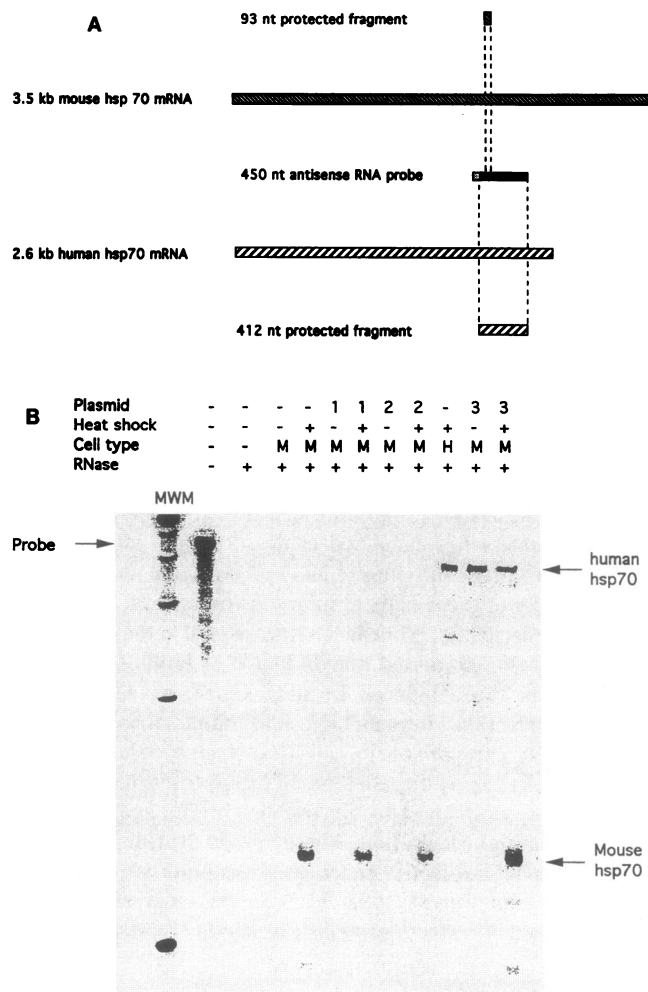 A
93 nt protected fragment
3.5 kb mouse hsp 70 mRNA
450 nt antisense RNA probe
2.6 kb human hsp70 mRNA
412 nt protected fragment
B
Plasmid - - - - 1 1 2 2 - 3 3
Heat shock - - - + - + - + + - +
Cell type - - M M M M M M H M M
RNase - + + + + + + + + + +
MWM
Probe
human
hsp70
Mouse
hsp70